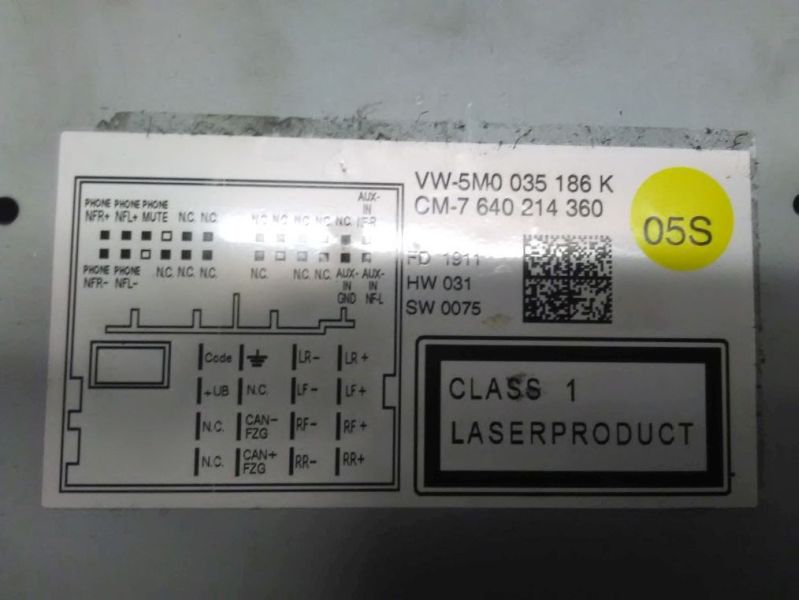 VW-5M0 035 186 K
CM-7 640 214 360
05S
FD 1911
HW 031
SW 0075
PHONE PHONE PHONE AUX-
NFR+ NFL+ MUTE N.C. N.C. N.C. N.C. N.C. N.C. N.C. IN
NF-R
PHONE PHONE N.C. N.C. N.C. N.C. N.C. N.C. AUX- AUX-
NFR- NFL- IN IN
GND NF-L
Code LR- LR+
+UB N.C. LF- LF+
N.C. CAN- RF- RF+
FZG
N.C. CAN+ RR- RR+
FZG
CLASS 1
LASERPRODUCT